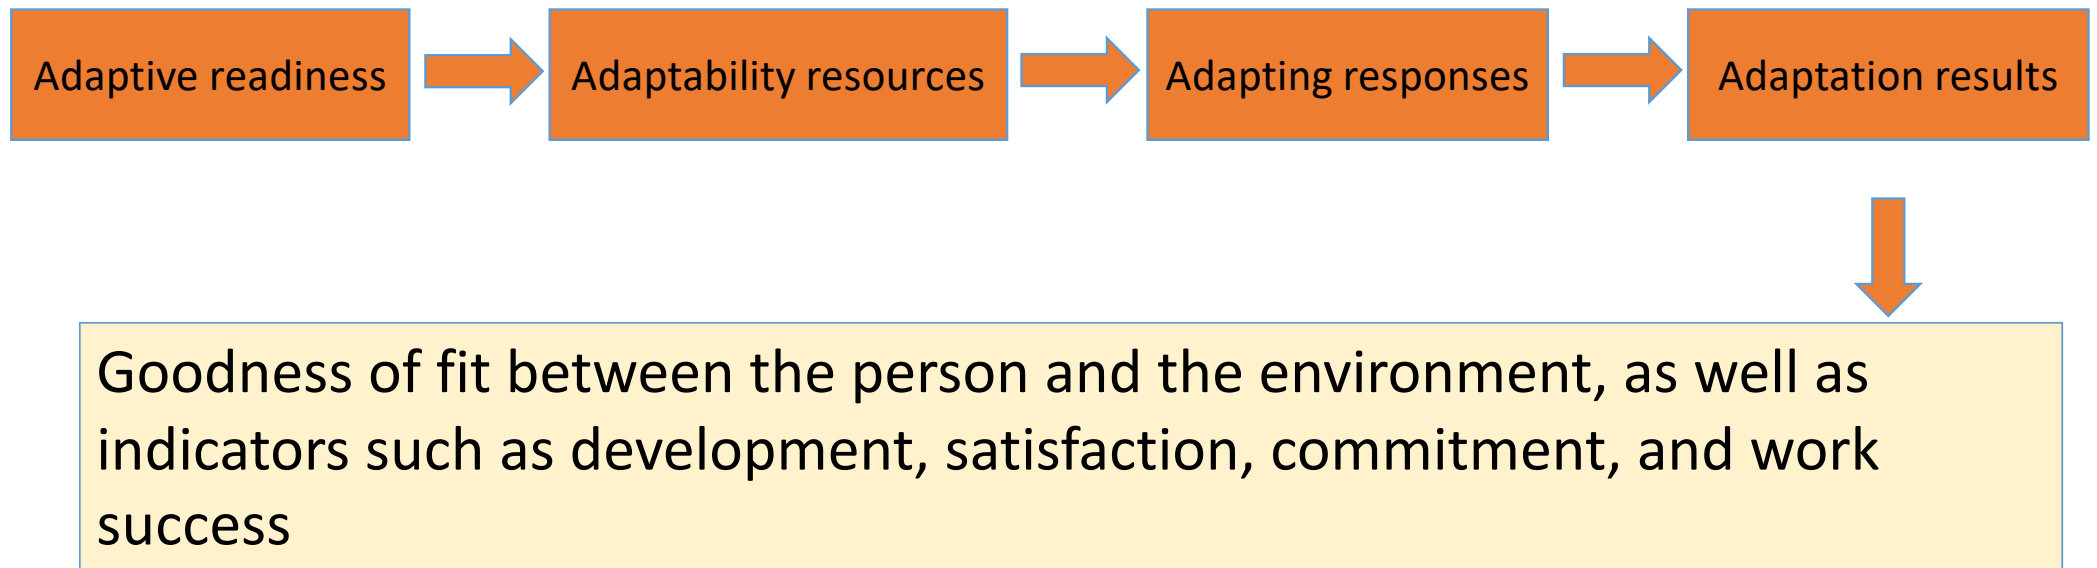 Adaptive readiness
Adaptability resources
Adapting responses
Adaptation results
Goodness of fit between the person and the environment, as well as
indicators such as development, satisfaction, commitment, and work
success